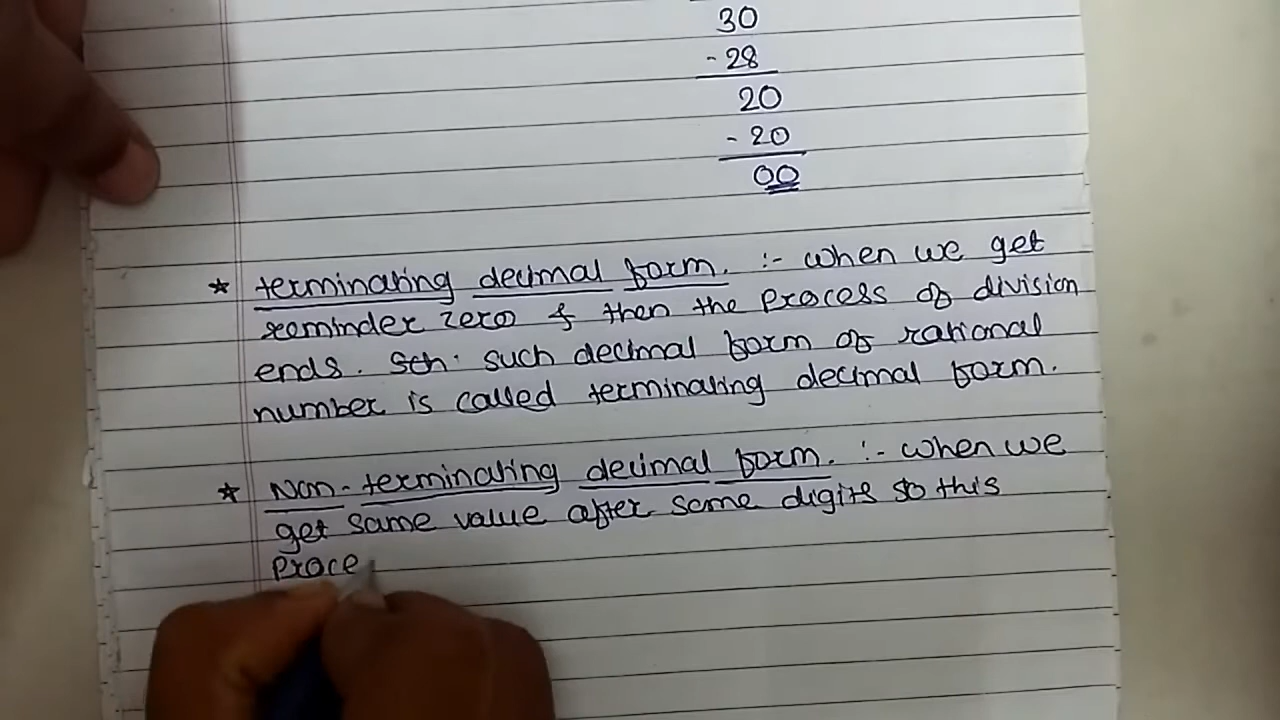 30
- 28
20
- 20
00
* terminating decimal form. :- when we get
remindex zero & then the process of division
ends. Sch. such decimal form of rational
number is called terminating decimal form.
* Non-terminating decimal form. :- when we
get same value after some digits so this
Proce